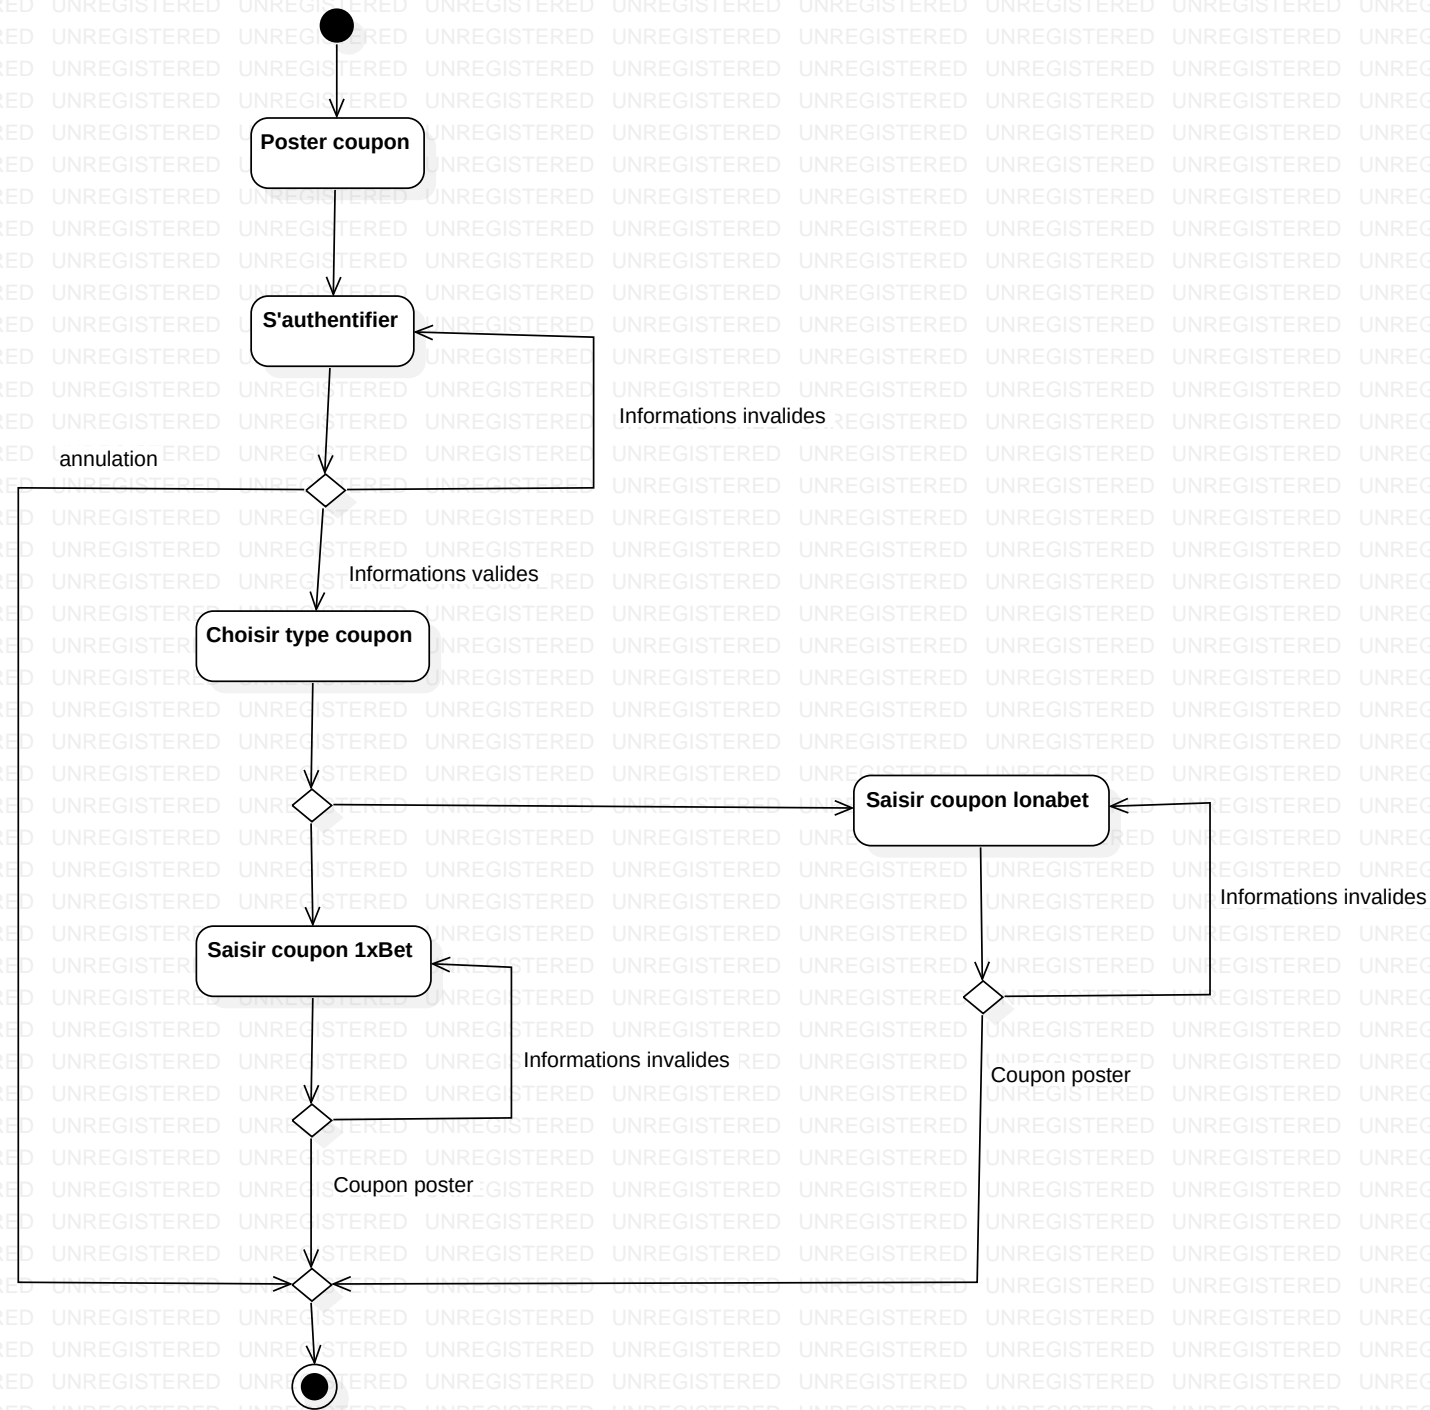 Poster coupon
S'authentifier
Informations invalides
annulation
Informations valides
Choisir type coupon
Saisir coupon lonabet
Informations invalides
Saisir coupon 1xBet
Informations invalides
Coupon poster
Coupon poster
UNREGISTERED